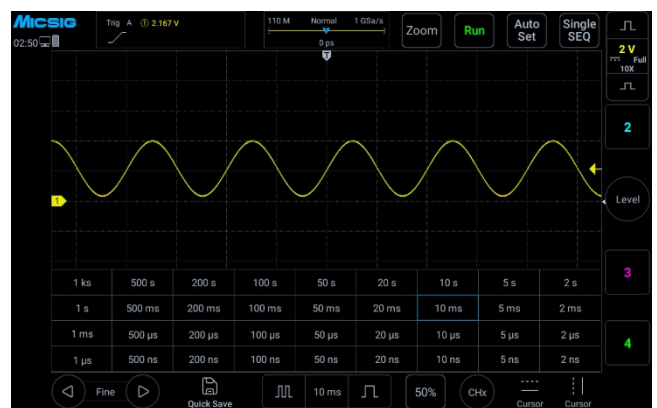 MICSIG
Trig A ① 2.167 V
110 M Normal 1 GSa/s
0 ps
T
Zoom
Run
Auto Set
Single SEQ
02:50
2 V
Full
10X
2
1
Level
3
4
1 ks 500 s 200 s 100 s 50 s 20 s 10 s 5 s 2 s
1 s 500 ms 200 ms 100 ms 50 ms 20 ms 10 ms 5 ms 2 ms
1 ms 500 µs 200 µs 100 µs 50 µs 20 µs 10 µs 5 µs 2 µs
1 µs 500 ns 200 ns 100 ns 50 ns 20 ns 10 ns 5 ns 2 ns
Fine
Quick Save
10 ms
50%
CHx
Cursor
Cursor